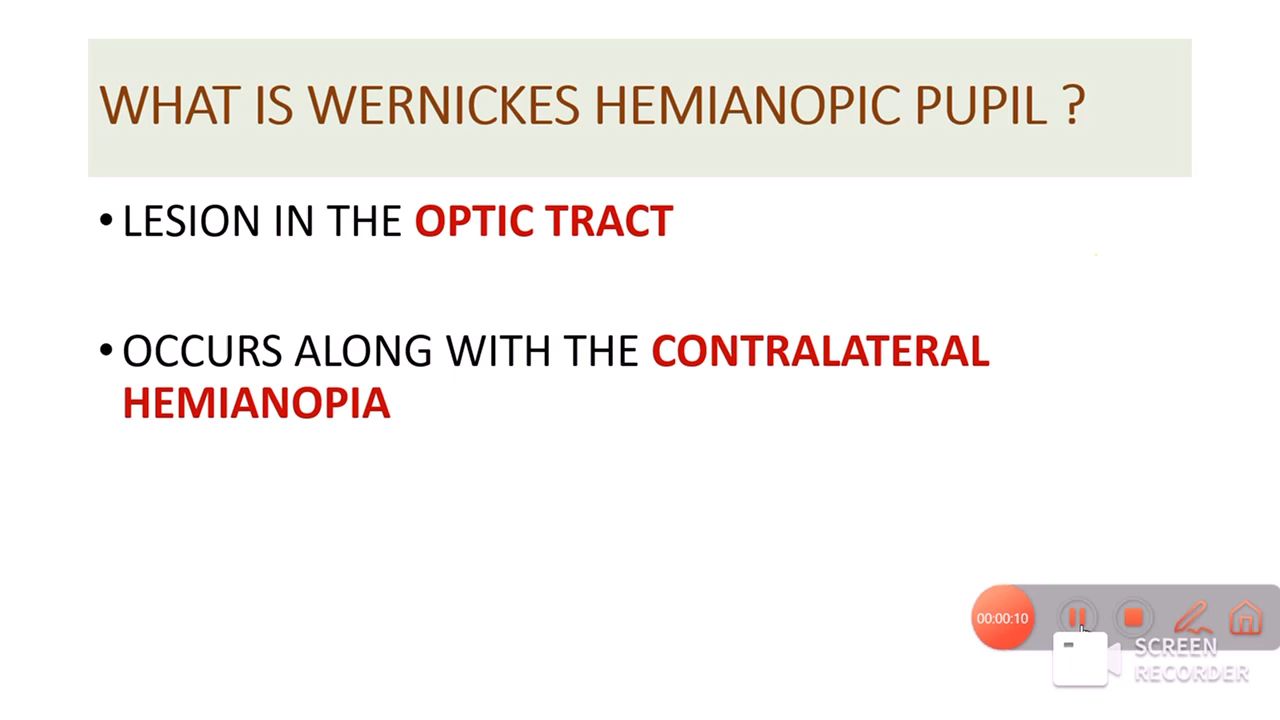 WHAT IS WERNICKES HEMIANOPIC PUPIL ?
• LESION IN THE OPTIC TRACT
• OCCURS ALONG WITH THE CONTRALATERAL
HEMIANOPIA
00:00:10
SCREEN
RECORDER